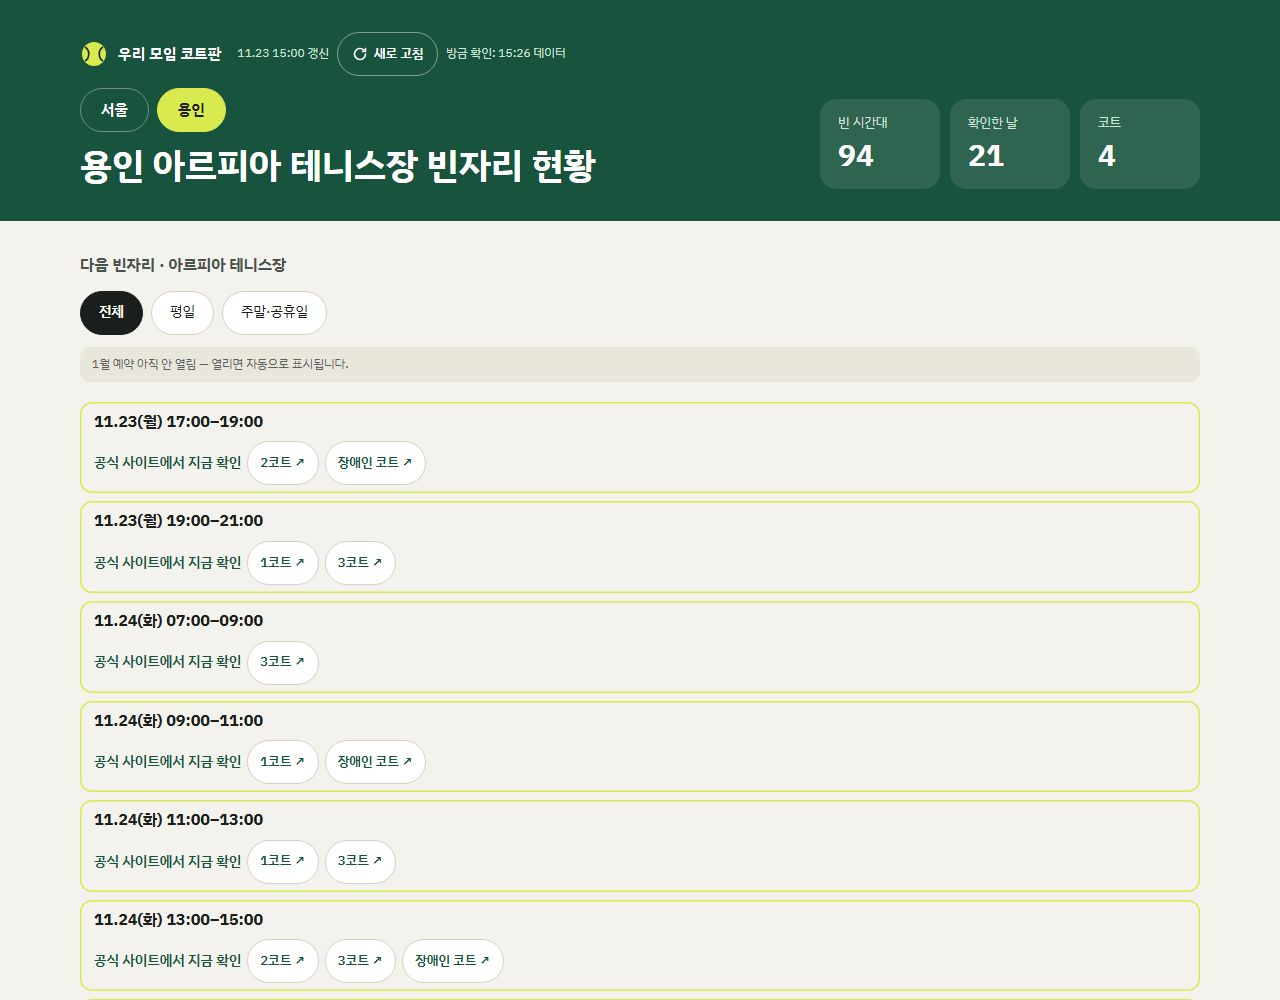 우리 모임 코트판 11.23 15:00 갱신 새로 고침 방금 확인: 15:26 데이터
서울 용인
용인 아르피아 테니스장 빈자리 현황
빈 시간대 확인한 날 코트
94 21 4
다음 빈자리 · 아르피아 테니스장
전체 평일 주말·공휴일
1월 예약 아직 안 열림 — 열리면 자동으로 표시됩니다.
11.23(월) 17:00–19:00
공식 사이트에서 지금 확인 2코트 ↗ 장애인 코트 ↗
11.23(월) 19:00–21:00
공식 사이트에서 지금 확인 1코트 ↗ 3코트 ↗
11.24(화) 07:00–09:00
공식 사이트에서 지금 확인 3코트 ↗
11.24(화) 09:00–11:00
공식 사이트에서 지금 확인 1코트 ↗ 장애인 코트 ↗
11.24(화) 11:00–13:00
공식 사이트에서 지금 확인 1코트 ↗ 3코트 ↗
11.24(화) 13:00–15:00
공식 사이트에서 지금 확인 2코트 ↗ 3코트 ↗ 장애인 코트 ↗